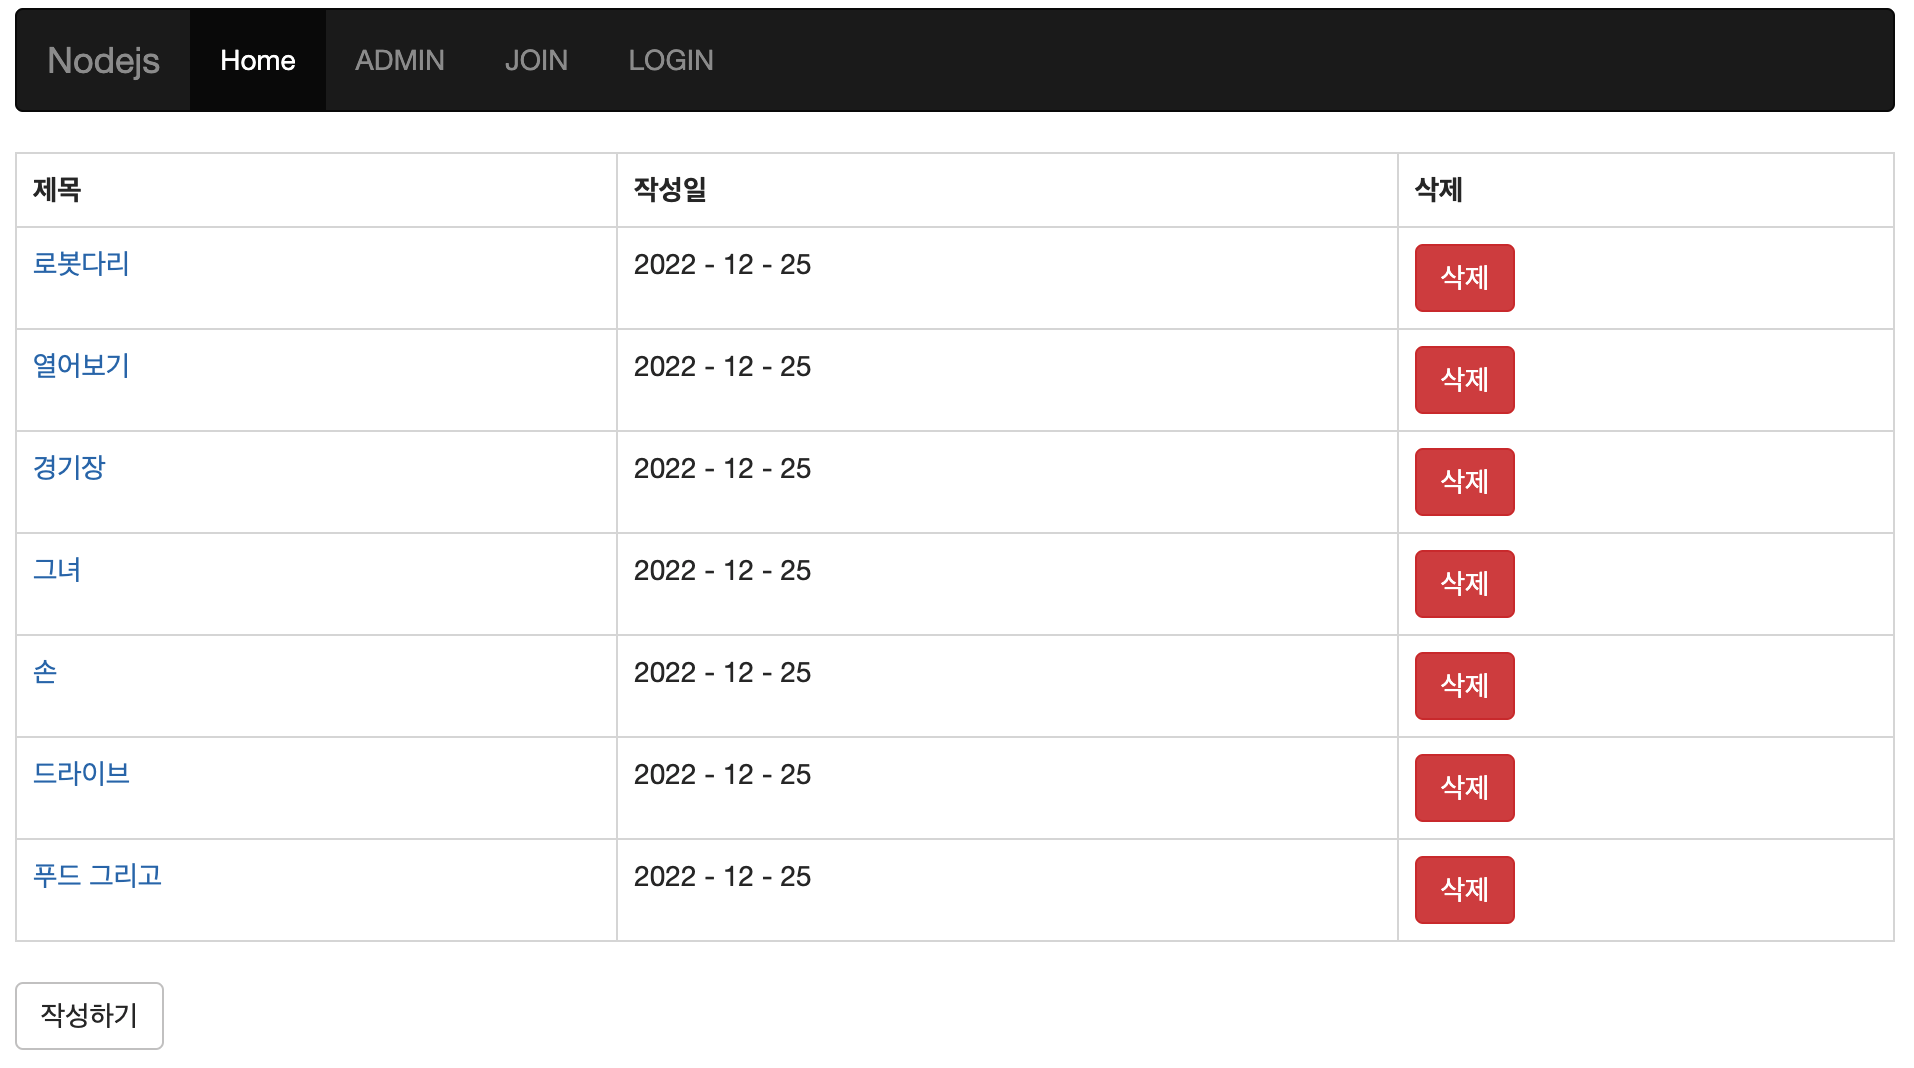 Nodejs Home ADMIN JOIN LOGIN
제목 작성일 삭제
로봇다리 2022 - 12 - 25 삭제
열어보기 2022 - 12 - 25 삭제
경기장 2022 - 12 - 25 삭제
그녀 2022 - 12 - 25 삭제
손 2022 - 12 - 25 삭제
드라이브 2022 - 12 - 25 삭제
푸드 그리고 2022 - 12 - 25 삭제
작성하기